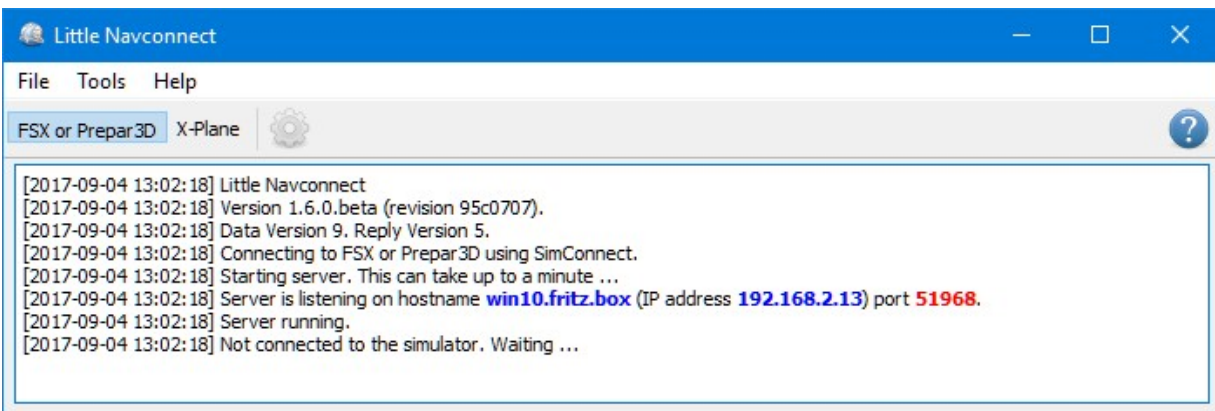 Little Navconnect
File Tools Help
FSX or Prepar3D X-Plane ?
[2017-09-04 13:02:18] Little Navconnect
[2017-09-04 13:02:18] Version 1.6.0.beta (revision 95c0707).
[2017-09-04 13:02:18] Data Version 9. Reply Version 5.
[2017-09-04 13:02:18] Connecting to FSX or Prepar3D using SimConnect.
[2017-09-04 13:02:18] Starting server. This can take up to a minute ...
[2017-09-04 13:02:18] Server is listening on hostname win10.fritz.box (IP address 192.168.2.13) port 51968.
[2017-09-04 13:02:18] Server running.
[2017-09-04 13:02:18] Not connected to the simulator. Waiting ...